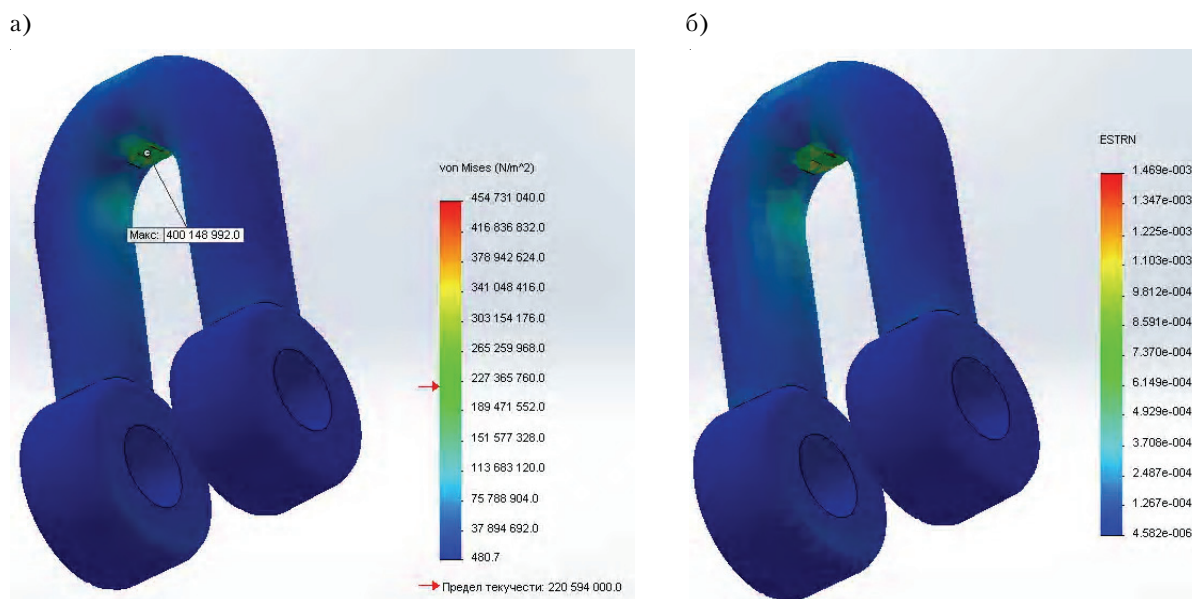 а)
von Mises (N/m^2)
454 731 040.0
416 836 832.0
378 942 624.0
341 048 416.0
303 154 176.0
265 259 968.0
227 365 760.0
189 471 552.0
151 577 328.0
113 683 120.0
75 788 904.0
37 894 692.0
480.7
Предел текучести: 220 594 000.0
Макс: 400 148 992.0
б)
ESTRN
1.469e-003
1.347e-003
1.225e-003
1.103e-003
9.812e-004
8.591e-004
7.370e-004
6.149e-004
4.929e-004
3.708e-004
2.487e-004
1.267e-004
4.582e-006